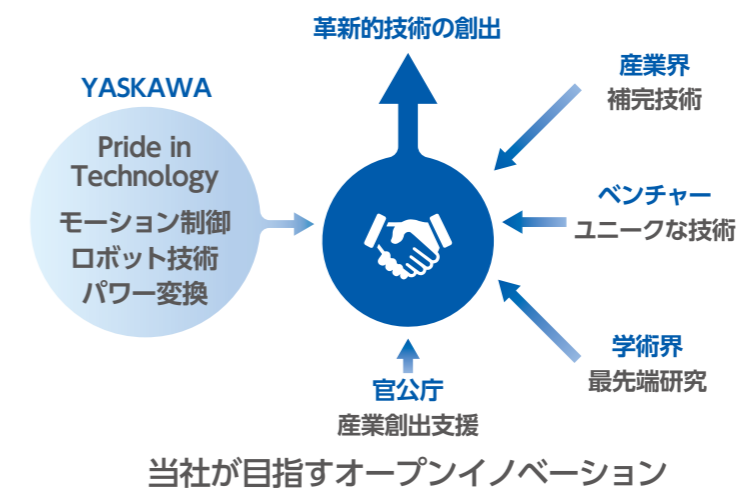 革新的技術の創出
YASKAWA
Pride in
Technology
モーション制御
ロボット技術
パワー変換
産業界
補完技術
ベンチャー
ユニークな技術
学術界
最先端研究
官公庁
産業創出支援
当社が目指すオープンイノベーション